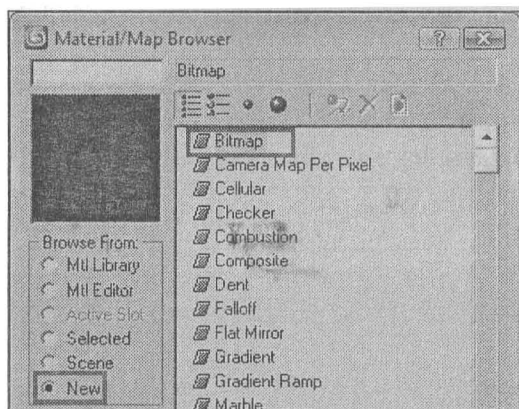 Material/Map Browser
Bitmap
Bitmap
Camera Map Per Pixel
Cellular
Checker
Combustion
Composite
Dent
Falloff
Flat Mirror
Gradient
Gradient Ramp
Marble
Browse From:
Mtl Library
Mtl Editor
Active Slot
Selected
Scene
New